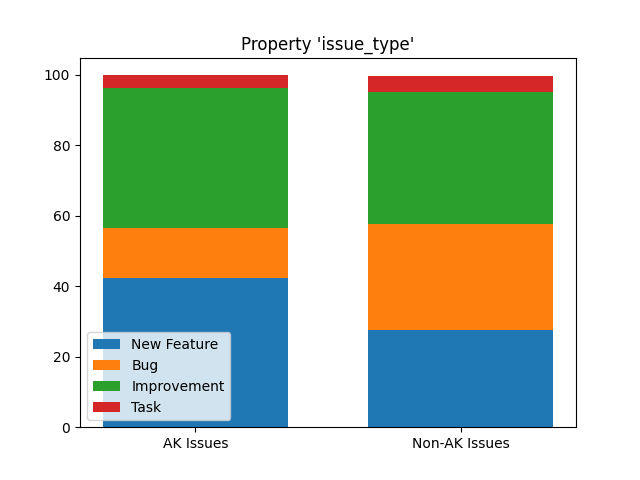 Property 'issue_type'
100
80
60
40
20
0
New Feature
Bug
Improvement
Task
AK Issues
Non-AK Issues